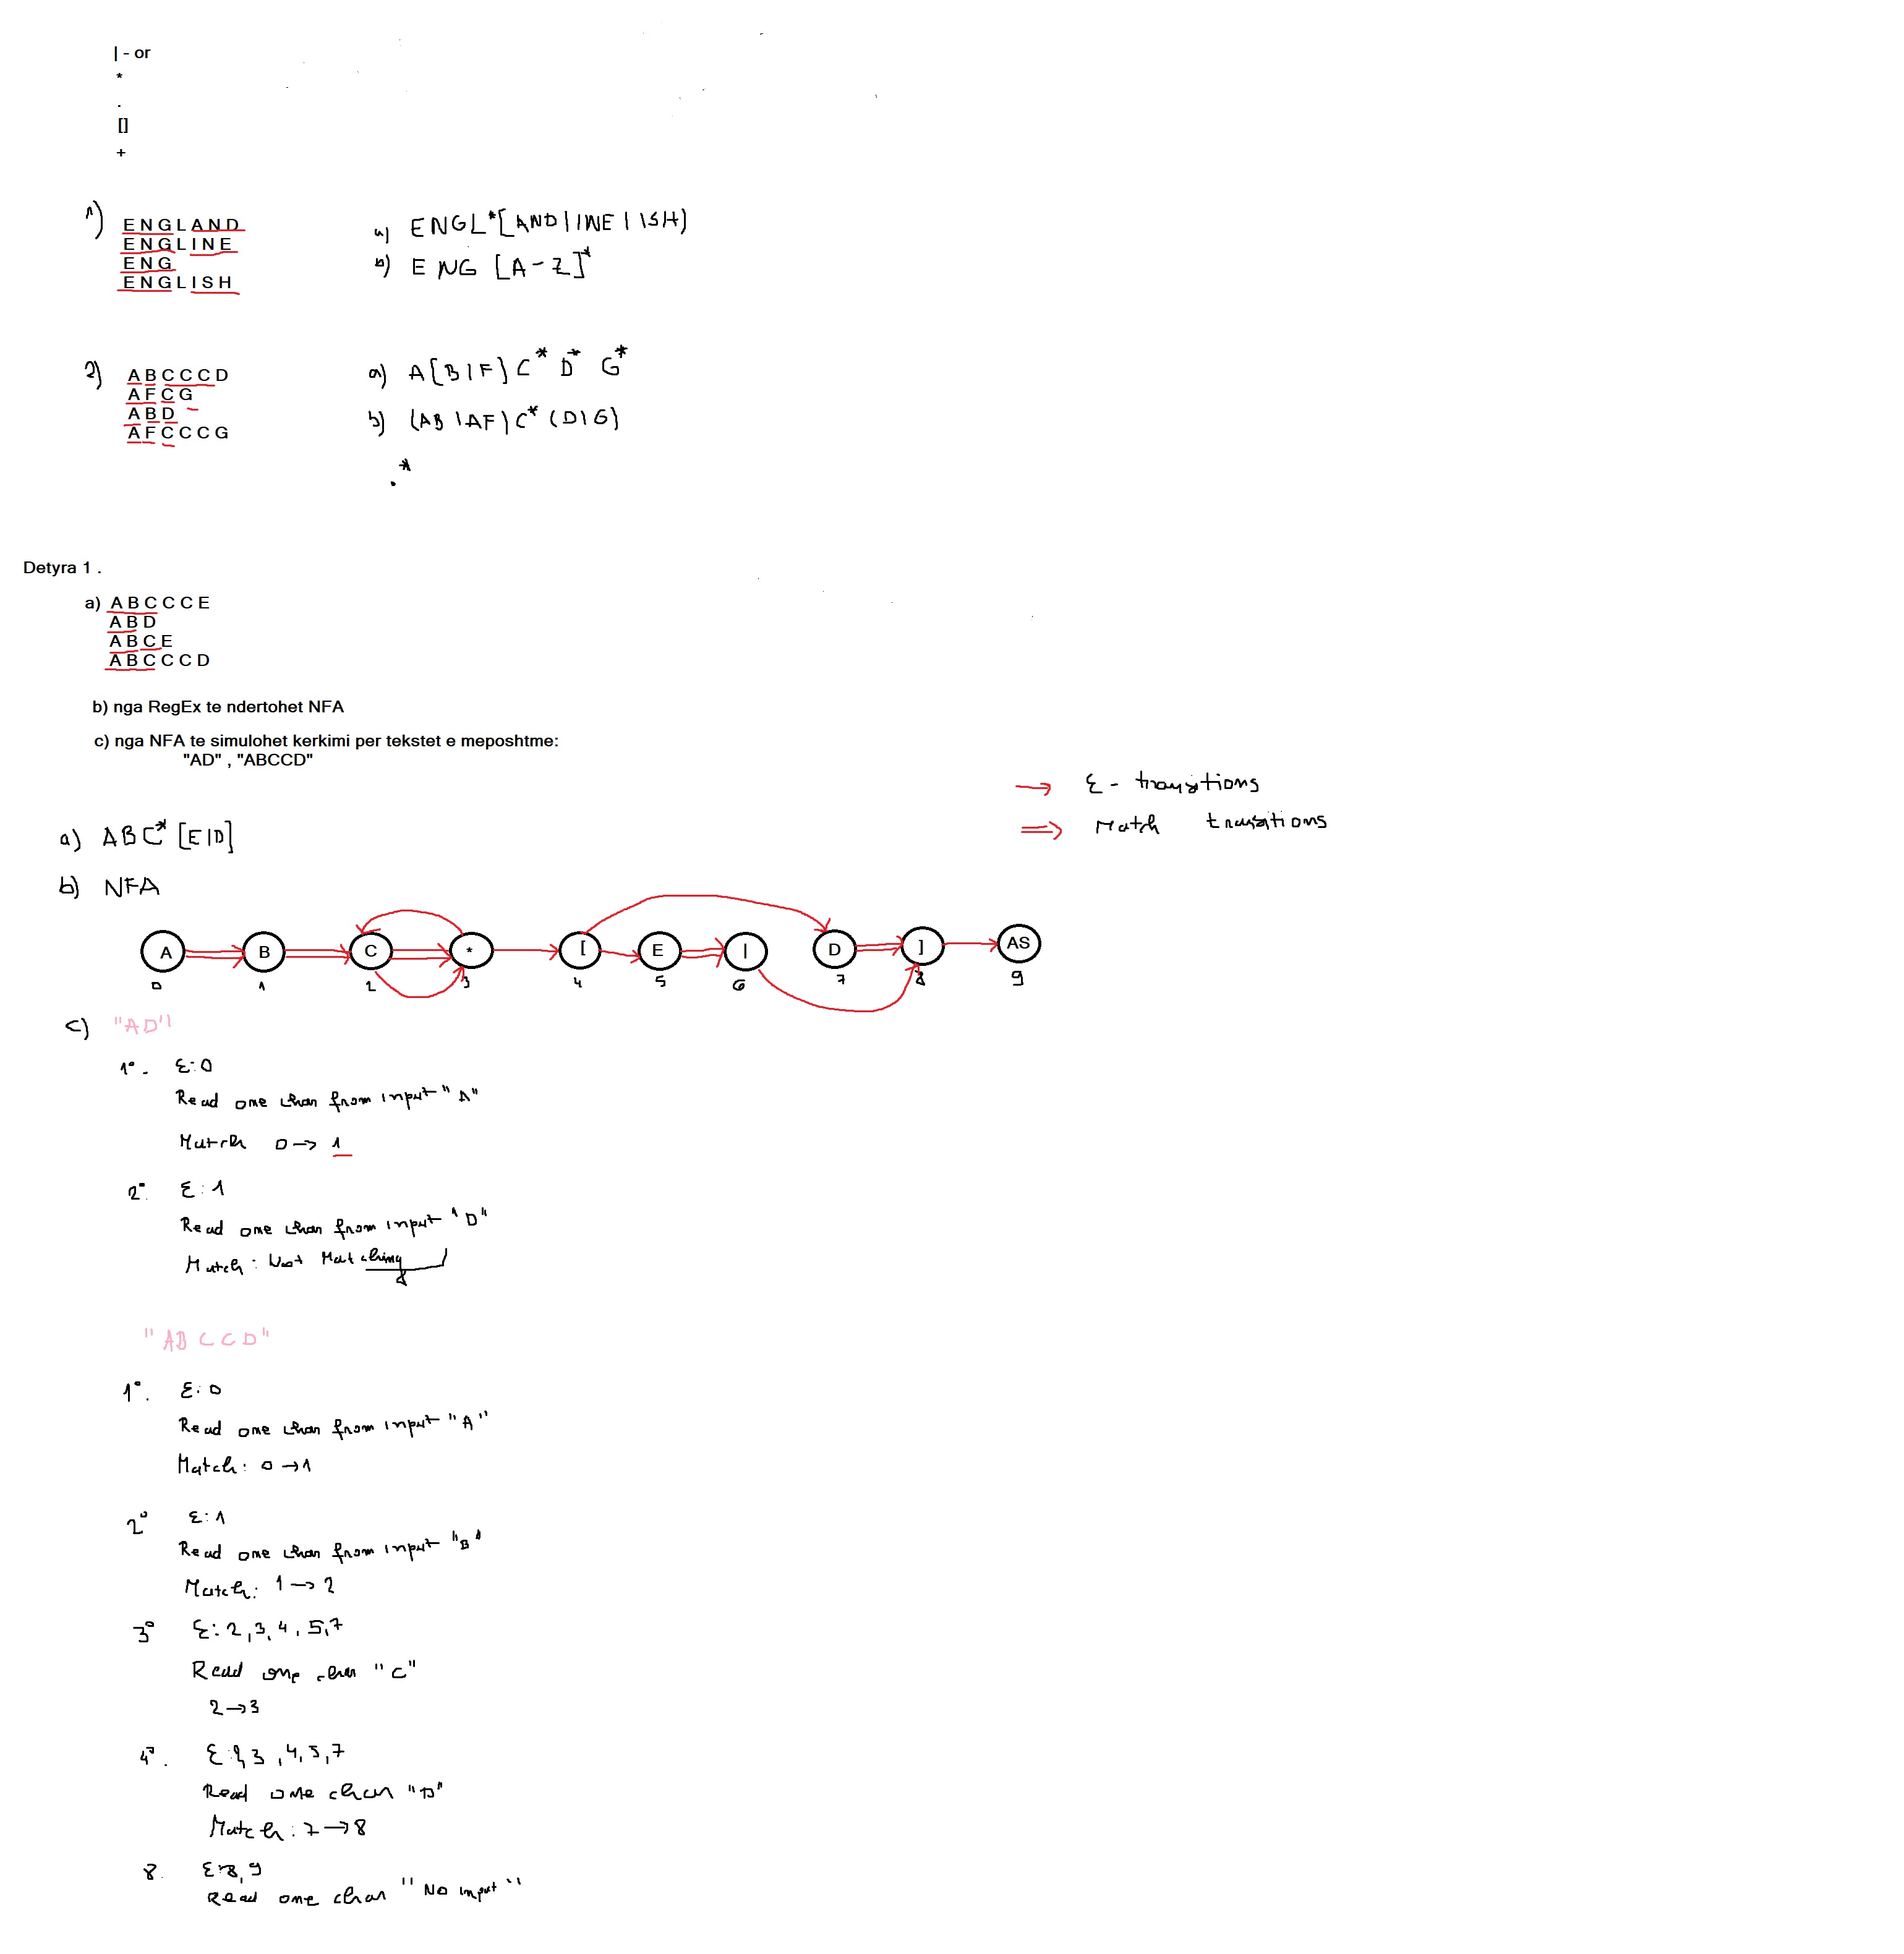 | - or
*
.
[]
+
1)
ENGLAND
ENGLINE
ENG
ENGLISH
a) ENGL*[AND|INE|ISH)
b) ENG [A-Z]*
2)
ABCCCD
AFCG
ABD
AFCCCG
a) A[B|F) C* D* G*
b) (AB|AF) C* (D|G)
.*
Detyra 1 .
a) ABCCCE
ABD
ABCE
ABCCCD
b) nga RegEx te ndertohet NFA
c) nga NFA te simulohet kerkimi per tekstet e meposhtme:
"AD" , "ABCCD"
→ ε - transitions
⇒ Match transitions
a) ABC* [E|D]
b) NFA
A B C * [ E | D ] AS
0 1 2 3 4 5 6 7 8 9
c) "AD"
1°. ε: 0
Read one char from input "A"
Match 0 → 1
2°. ε: 1
Read one char from input "D"
Match: Not Matching
"ABCCD"
1°. ε: 0
Read one char from input "A"
Match: 0 → 1
2° ε: 1
Read one char from input "B"
Match: 1 → 2
3° ε: 2, 3, 4, 5, 7
Read one char "C"
2 → 3
4°. ε: 2, 3, 4, 5, 7
Read one char "D"
Match: 7 → 8
8. ε: 8, 9
Read one char "No input"